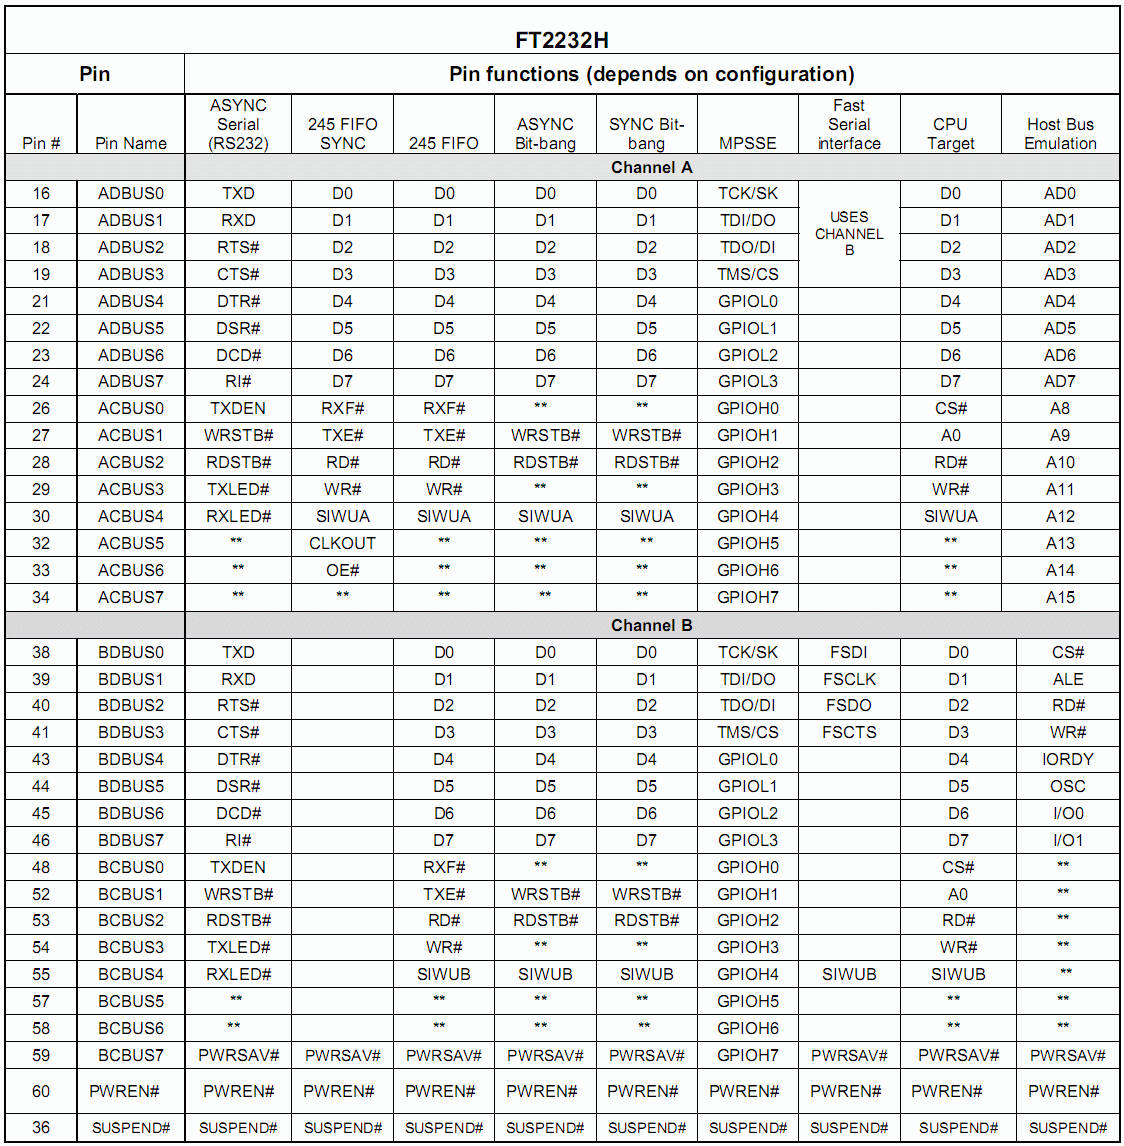 FT2232H
Pin Pin functions (depends on configuration)
Pin # Pin Name ASYNC Serial (RS232) 245 FIFO SYNC 245 FIFO ASYNC Bit-bang SYNC Bit-bang MPSSE Fast Serial interface CPU Target Host Bus Emulation
Channel A
16 ADBUS0 TXD D0 D0 D0 D0 TCK/SK USES CHANNEL B D0 AD0
17 ADBUS1 RXD D1 D1 D1 D1 TDI/DO D1 AD1
18 ADBUS2 RTS# D2 D2 D2 D2 TDO/DI D2 AD2
19 ADBUS3 CTS# D3 D3 D3 D3 TMS/CS D3 AD3
21 ADBUS4 DTR# D4 D4 D4 D4 GPIOL0 D4 AD4
22 ADBUS5 DSR# D5 D5 D5 D5 GPIOL1 D5 AD5
23 ADBUS6 DCD# D6 D6 D6 D6 GPIOL2 D6 AD6
24 ADBUS7 RI# D7 D7 D7 D7 GPIOL3 D7 AD7
26 ACBUS0 TXDEN RXF# RXF# ** ** GPIOH0 CS# A8
27 ACBUS1 WRSTB# TXE# TXE# WRSTB# WRSTB# GPIOH1 A0 A9
28 ACBUS2 RDSTB# RD# RD# RDSTB# RDSTB# GPIOH2 RD# A10
29 ACBUS3 TXLED# WR# WR# ** ** GPIOH3 WR# A11
30 ACBUS4 RXLED# SIWUA SIWUA SIWUA SIWUA GPIOH4 SIWUA A12
32 ACBUS5 ** CLKOUT ** ** ** GPIOH5 ** A13
33 ACBUS6 ** OE# ** ** ** GPIOH6 ** A14
34 ACBUS7 ** ** ** ** ** GPIOH7 ** A15
Channel B
38 BDBUS0 TXD D0 D0 D0 TCK/SK FSDI D0 CS#
39 BDBUS1 RXD D1 D1 D1 TDI/DO FSCLK D1 ALE
40 BDBUS2 RTS# D2 D2 D2 TDO/DI FSDO D2 RD#
41 BDBUS3 CTS# D3 D3 D3 TMS/CS FSCTS D3 WR#
43 BDBUS4 DTR# D4 D4 D4 GPIOL0 D4 IORDY
44 BDBUS5 DSR# D5 D5 D5 GPIOL1 D5 OSC
45 BDBUS6 DCD# D6 D6 D6 GPIOL2 D6 I/O0
46 BDBUS7 RI# D7 D7 D7 GPIOL3 D7 I/O1
48 BCBUS0 TXDEN RXF# ** ** GPIOH0 CS# **
52 BCBUS1 WRSTB# TXE# WRSTB# WRSTB# GPIOH1 A0 **
53 BCBUS2 RDSTB# RD# RDSTB# RDSTB# GPIOH2 RD# **
54 BCBUS3 TXLED# WR# ** ** GPIOH3 WR# **
55 BCBUS4 RXLED# SIWUB SIWUB SIWUB GPIOH4 SIWUB SIWUB **
57 BCBUS5 ** ** ** ** GPIOH5 ** **
58 BCBUS6 ** ** ** ** GPIOH6 ** **
59 BCBUS7 PWRSAV# PWRSAV# PWRSAV# PWRSAV# PWRSAV# GPIOH7 PWRSAV# PWRSAV# PWRSAV#
60 PWREN# PWREN# PWREN# PWREN# PWREN# PWREN# PWREN# PWREN# PWREN# PWREN#
36 SUSPEND# SUSPEND# SUSPEND# SUSPEND# SUSPEND# SUSPEND# SUSPEND# SUSPEND# SUSPEND# SUSPEND#